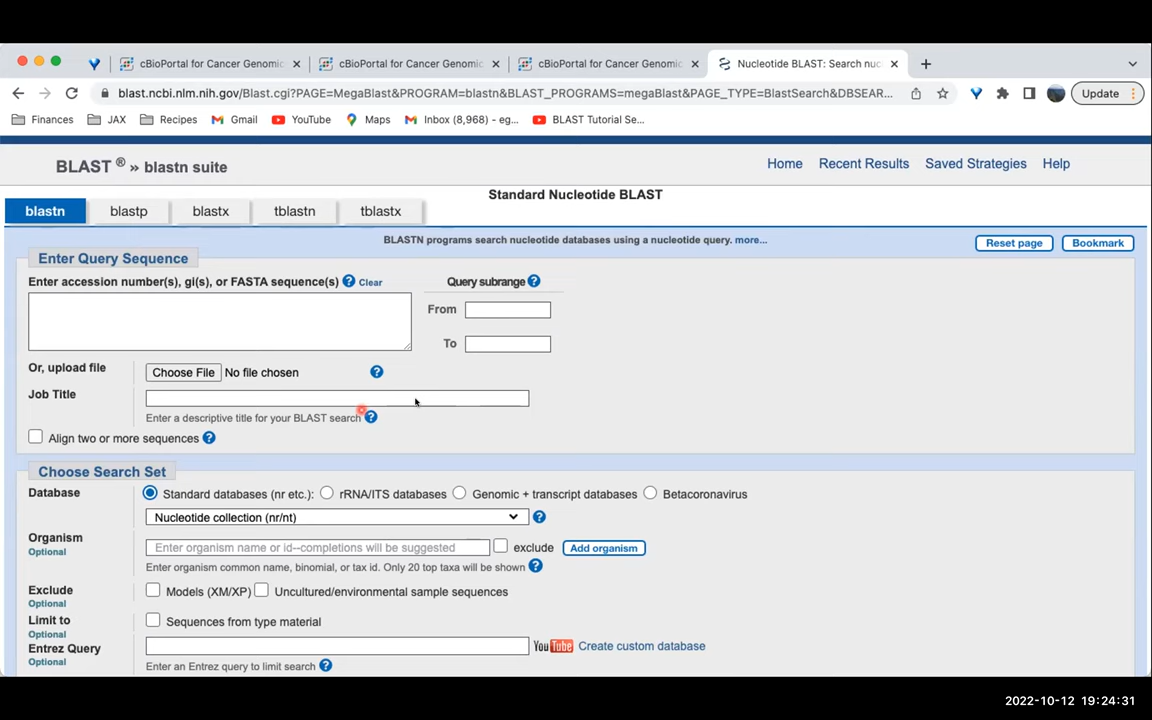 cBioPortal for Cancer Genomic
cBioPortal for Cancer Genomic
cBioPortal for Cancer Genomic
Nucleotide BLAST: Search nuc
blast.ncbi.nlm.nih.gov/Blast.cgi?PAGE=MegaBlast&PROGRAM=blastn&BLAST_PROGRAMS=megaBlast&PAGE_TYPE=BlastSearch&DBSEAR...
Update
Finances JAX Recipes Gmail YouTube Maps Inbox (8,968) - eg... BLAST Tutorial Se...
BLAST ® » blastn suite
Home Recent Results Saved Strategies Help
Standard Nucleotide BLAST
blastn blastp blastx tblastn tblastx
BLASTN programs search nucleotide databases using a nucleotide query. more...
Reset page Bookmark
Enter Query Sequence
Enter accession number(s), gi(s), or FASTA sequence(s) ? Clear Query subrange ?
From
To
Or, upload file Choose File No file chosen ?
Job Title
Enter a descriptive title for your BLAST search ?
Align two or more sequences ?
Choose Search Set
Database Standard databases (nr etc.): rRNA/ITS databases Genomic + transcript databases Betacoronavirus
Nucleotide collection (nr/nt) ?
Organism
Optional
Enter organism name or id--completions will be suggested exclude Add organism
Enter organism common name, binomial, or tax id. Only 20 top taxa will be shown ?
Exclude
Optional
Models (XM/XP) Uncultured/environmental sample sequences
Limit to
Optional
Sequences from type material
Entrez Query
Optional
YouTube Create custom database
Enter an Entrez query to limit search ?
2022-10-12 19:24:31